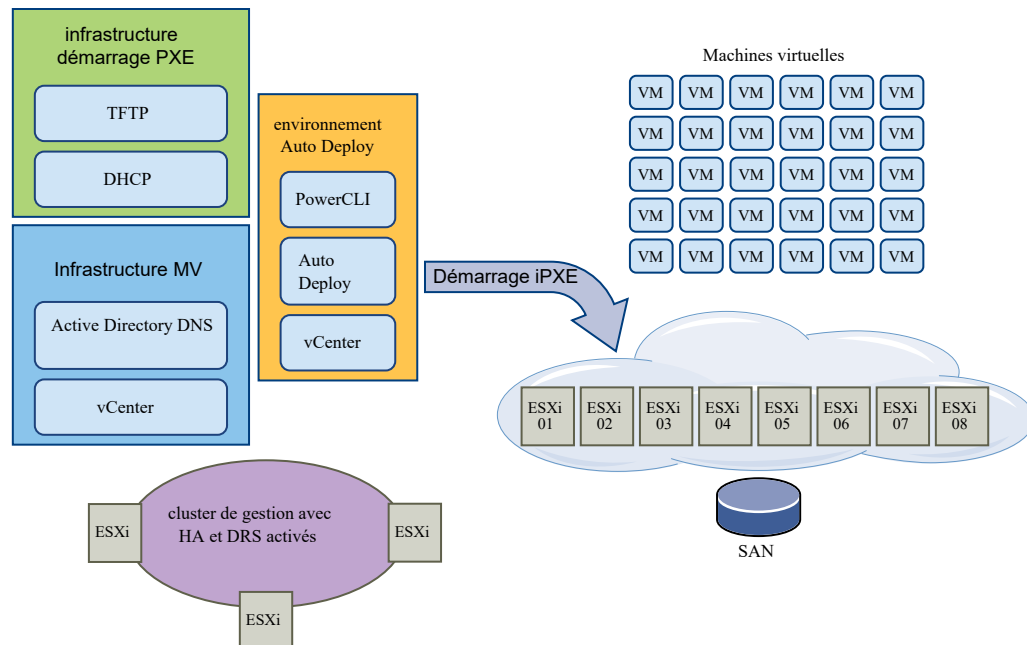 infrastructure
démarrage PXE
TFTP
DHCP
Infrastructure MV
Active Directory DNS
vCenter
environnement
Auto Deploy
PowerCLI
Auto
Deploy
vCenter
Démarrage iPXE
Machines virtuelles
VM VM VM VM VM VM
VM VM VM VM VM VM
VM VM VM VM VM VM
VM VM VM VM VM VM
VM VM VM VM VM VM
ESXi ESXi ESXi ESXi ESXi ESXi ESXi ESXi
01 02 03 04 05 06 07 08
SAN
cluster de gestion avec
HA et DRS activés
ESXi
ESXi
ESXi